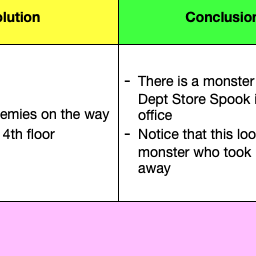 olution
Conclusion
emies on the way
4th floor
- There is a monster
Dept Store Spook i
office
- Notice that this loo
monster who took
away